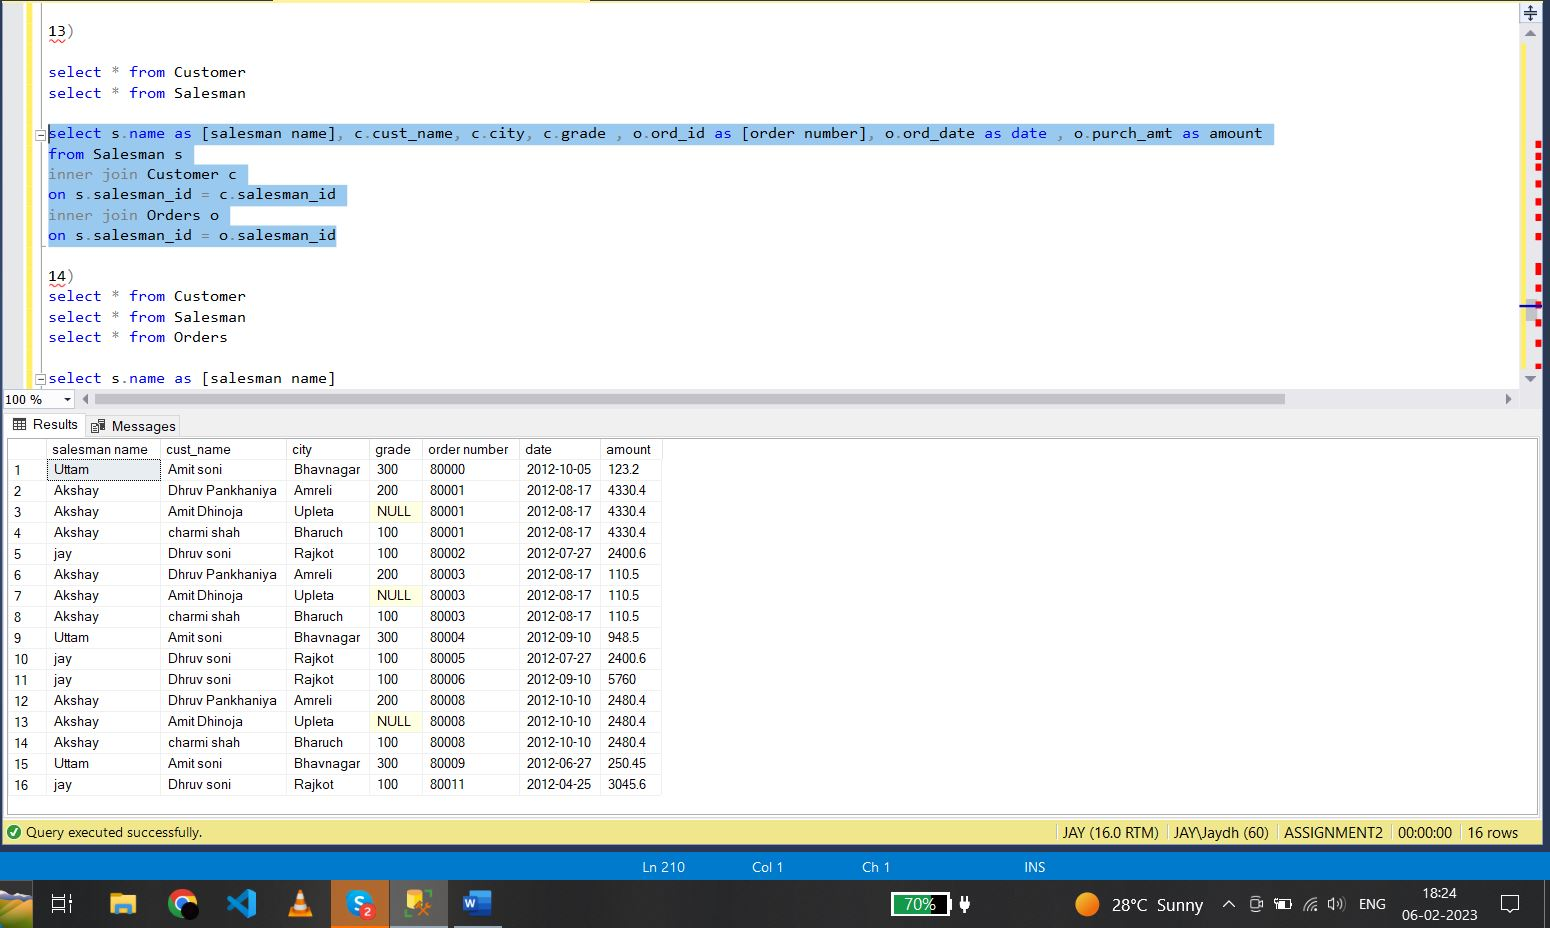 13)
select * from Customer
select * from Salesman
select s.name as [salesman name], c.cust_name, c.city, c.grade , o.ord_id as [order number], o.ord_date as date , o.purch_amt as amount
from Salesman s
inner join Customer c
on s.salesman_id = c.salesman_id
inner join Orders o
on s.salesman_id = o.salesman_id
14)
select * from Customer
select * from Salesman
select * from Orders
select s.name as [salesman name]
100 %
Results Messages
salesman name cust_name city grade order number date amount
1 Uttam Amit soni Bhavnagar 300 80000 2012-10-05 123.2
2 Akshay Dhruv Pankhaniya Amreli 200 80001 2012-08-17 4330.4
3 Akshay Amit Dhinoja Upleta NULL 80001 2012-08-17 4330.4
4 Akshay charmi shah Bharuch 100 80001 2012-08-17 4330.4
5 jay Dhruv soni Rajkot 100 80002 2012-07-27 2400.6
6 Akshay Dhruv Pankhaniya Amreli 200 80003 2012-08-17 110.5
7 Akshay Amit Dhinoja Upleta NULL 80003 2012-08-17 110.5
8 Akshay charmi shah Bharuch 100 80003 2012-08-17 110.5
9 Uttam Amit soni Bhavnagar 300 80004 2012-09-10 948.5
10 jay Dhruv soni Rajkot 100 80005 2012-07-27 2400.6
11 jay Dhruv soni Rajkot 100 80006 2012-09-10 5760
12 Akshay Dhruv Pankhaniya Amreli 200 80008 2012-10-10 2480.4
13 Akshay Amit Dhinoja Upleta NULL 80008 2012-10-10 2480.4
14 Akshay charmi shah Bharuch 100 80008 2012-10-10 2480.4
15 Uttam Amit soni Bhavnagar 300 80009 2012-06-27 250.45
16 jay Dhruv soni Rajkot 100 80011 2012-04-25 3045.6
Query executed successfully. JAY (16.0 RTM) JAY\Jaydh (60) ASSIGNMENT2 00:00:00 16 rows
Ln 210 Col 1 Ch 1 INS
S 2 W 70% 28°C Sunny ENG 18:24
06-02-2023